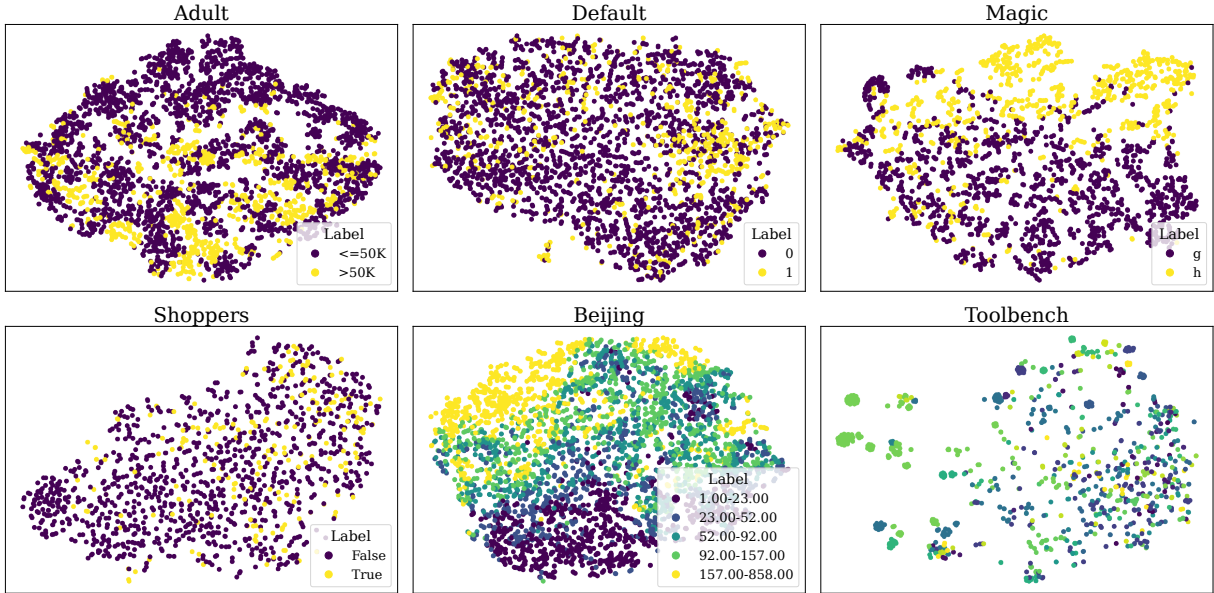 Adult
Default
Magic
Label
<=50K
>50K
Label
0
1
Label
g
h
Shoppers
Beijing
Toolbench
Label
False
True
Label
1.00-23.00
23.00-52.00
52.00-92.00
92.00-157.00
157.00-858.00